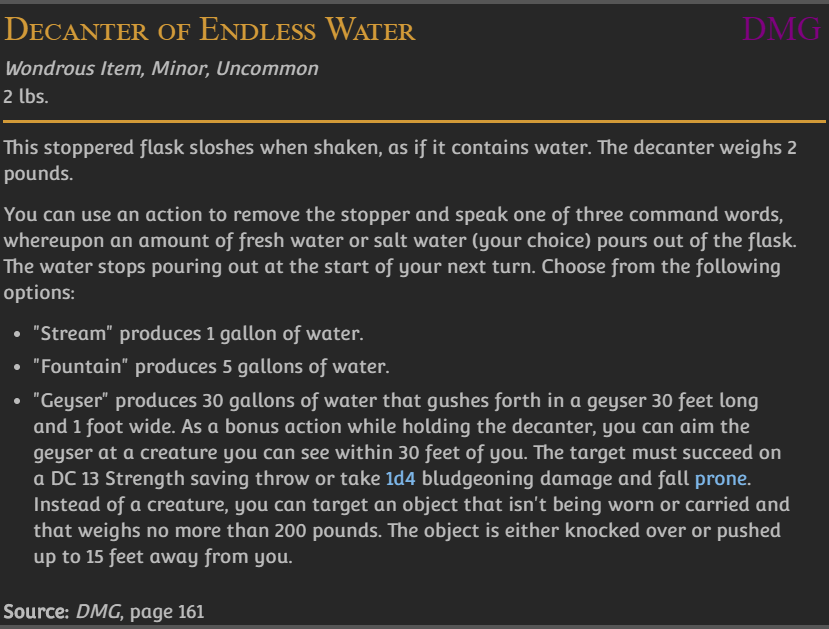 Decanter of Endless Water DMG
Wondrous Item, Minor, Uncommon
2 lbs.
This stoppered flask sloshes when shaken, as if it contains water. The decanter weighs 2
pounds.
You can use an action to remove the stopper and speak one of three command words,
whereupon an amount of fresh water or salt water (your choice) pours out of the flask.
The water stops pouring out at the start of your next turn. Choose from the following
options:
• "Stream" produces 1 gallon of water.
• "Fountain" produces 5 gallons of water.
• "Geyser" produces 30 gallons of water that gushes forth in a geyser 30 feet long
and 1 foot wide. As a bonus action while holding the decanter, you can aim the
geyser at a creature you can see within 30 feet of you. The target must succeed on
a DC 13 Strength saving throw or take 1d4 bludgeoning damage and fall prone.
Instead of a creature, you can target an object that isn't being worn or carried and
that weighs no more than 200 pounds. The object is either knocked over or pushed
up to 15 feet away from you.
Source: DMG, page 161